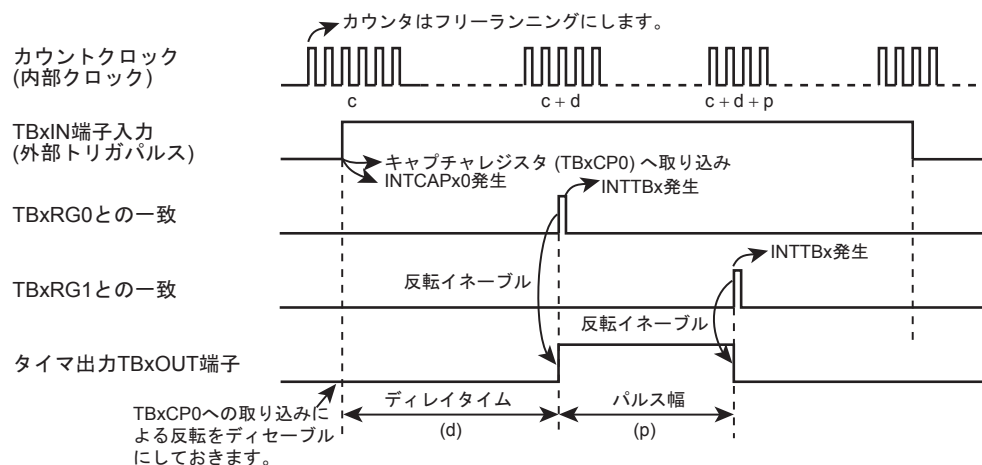 カウンタはフリーランニングにします。
カウントクロック
(内部クロック)
c
c + d
c + d + p
TBxIN端子入力
(外部トリガパルス)
キャプチャレジスタ (TBxCP0) へ取り込み
INTCAPx0発生
INTTBx発生
TBxRG0との一致
INTTBx発生
反転イネーブル
TBxRG1との一致
反転イネーブル
タイマ出力TBxOUT端子
TBxCP0への取り込みに
よる反転をディセーブル
にしておきます。
ディレイタイム
(d)
パルス幅
(p)